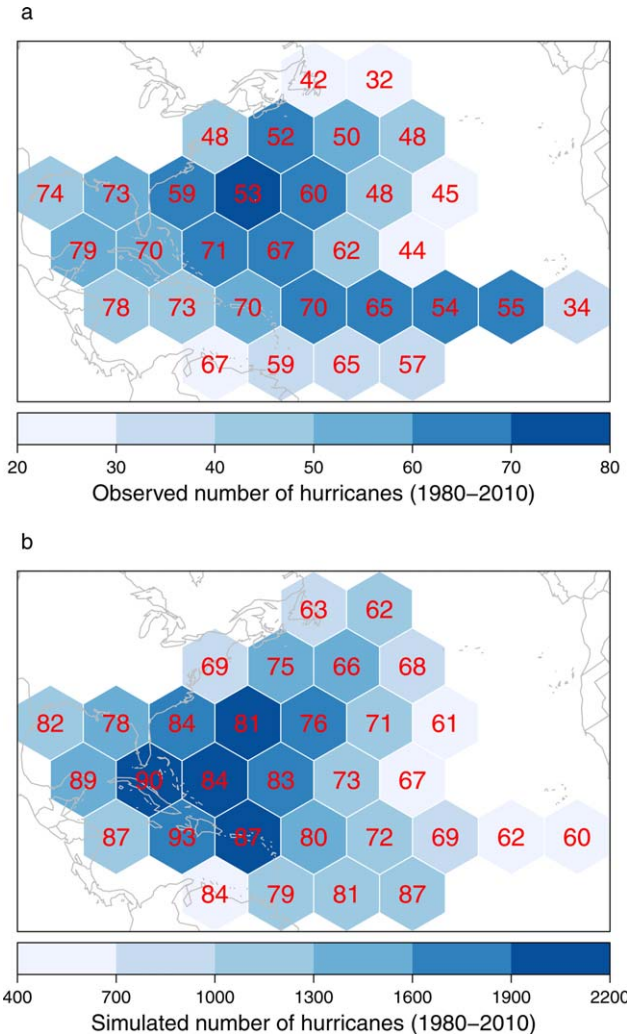 a
42 32
48 52 50 48
74 73 59 53 60 48 45
79 70 71 67 62 44
78 73 70 70 65 54 55 34
67 59 65 57
20 30 40 50 60 70 80
Observed number of hurricanes (1980−2010)
b
63 62
69 75 66 68
82 78 84 81 76 71 61
89 90 84 83 73 67
87 93 87 80 72 69 62 60
84 79 81 87
400 700 1000 1300 1600 1900 2200
Simulated number of hurricanes (1980−2010)